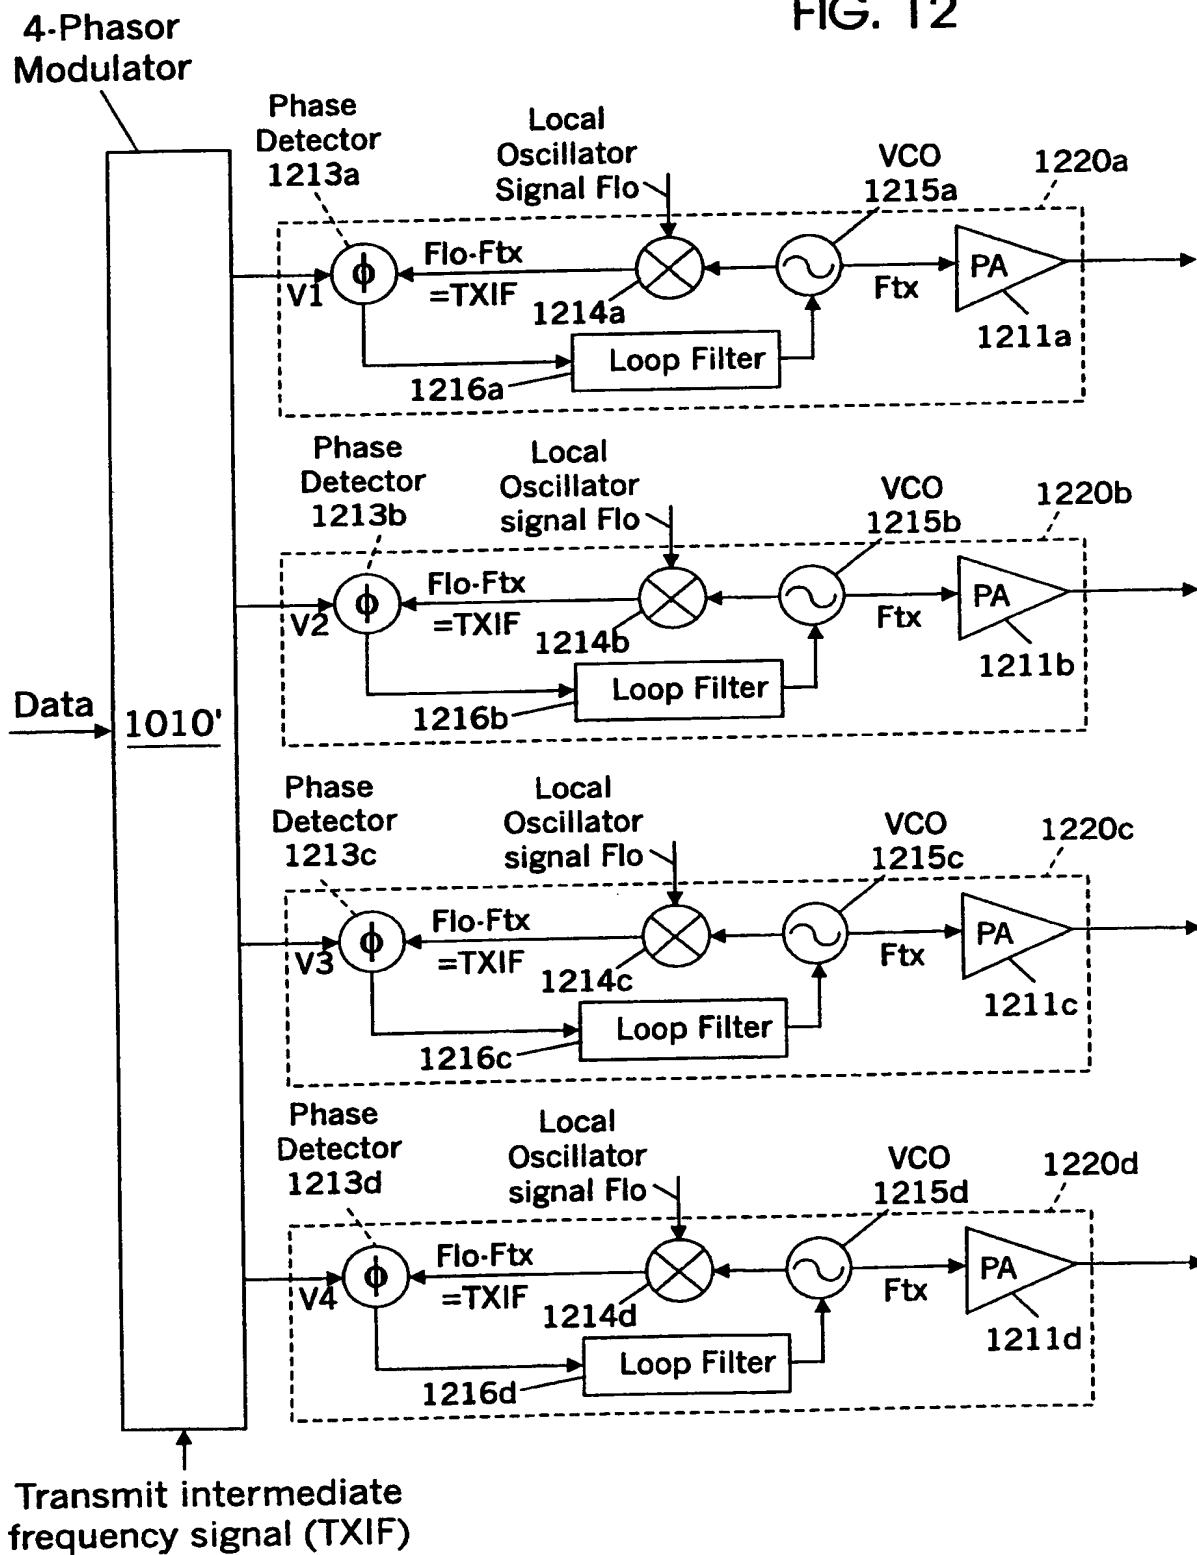 FIG. 12
4-Phasor
Modulator
Phase
Detector
1213a
Local
Oscillator
Signal Flo
VCO
1215a
1220a
V1
ϕ
Flo-Ftx
=TXIF
1214a
Ftx
PA
1211a
Loop Filter
1216a
Phase
Detector
1213b
Local
Oscillator
signal Flo
VCO
1215b
1220b
V2
ϕ
Flo-Ftx
=TXIF
1214b
Ftx
PA
1211b
Loop Filter
1216b
Data
1010'
Phase
Detector
1213c
Local
Oscillator
signal Flo
VCO
1215c
1220c
V3
ϕ
Flo-Ftx
=TXIF
1214c
Ftx
PA
1211c
Loop Filter
1216c
Phase
Detector
1213d
Local
Oscillator
signal Flo
VCO
1215d
1220d
V4
ϕ
Flo-Ftx
=TXIF
1214d
Ftx
PA
1211d
Loop Filter
1216d
Transmit intermediate
frequency signal (TXIF)